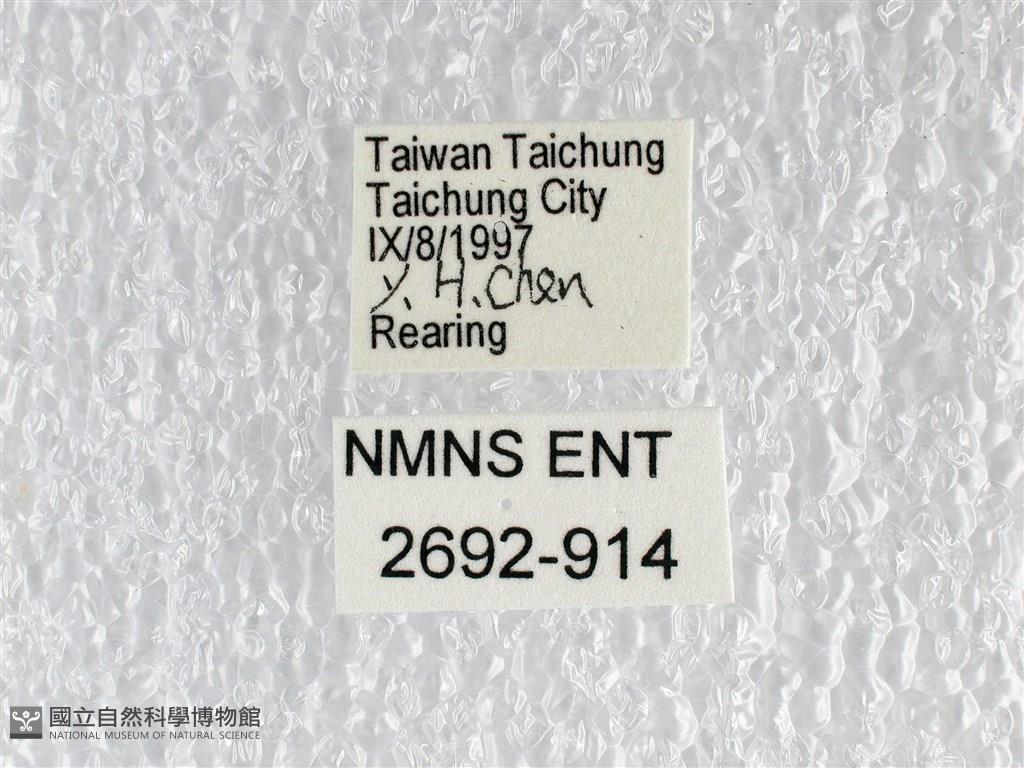 Taiwan Taichung
Taichung City
IX/8/1997
Y. H. Chen
Rearing
NMNS ENT
2692-914
國立自然科學博物館
NATIONAL MUSEUM OF NATURAL SCIENCE